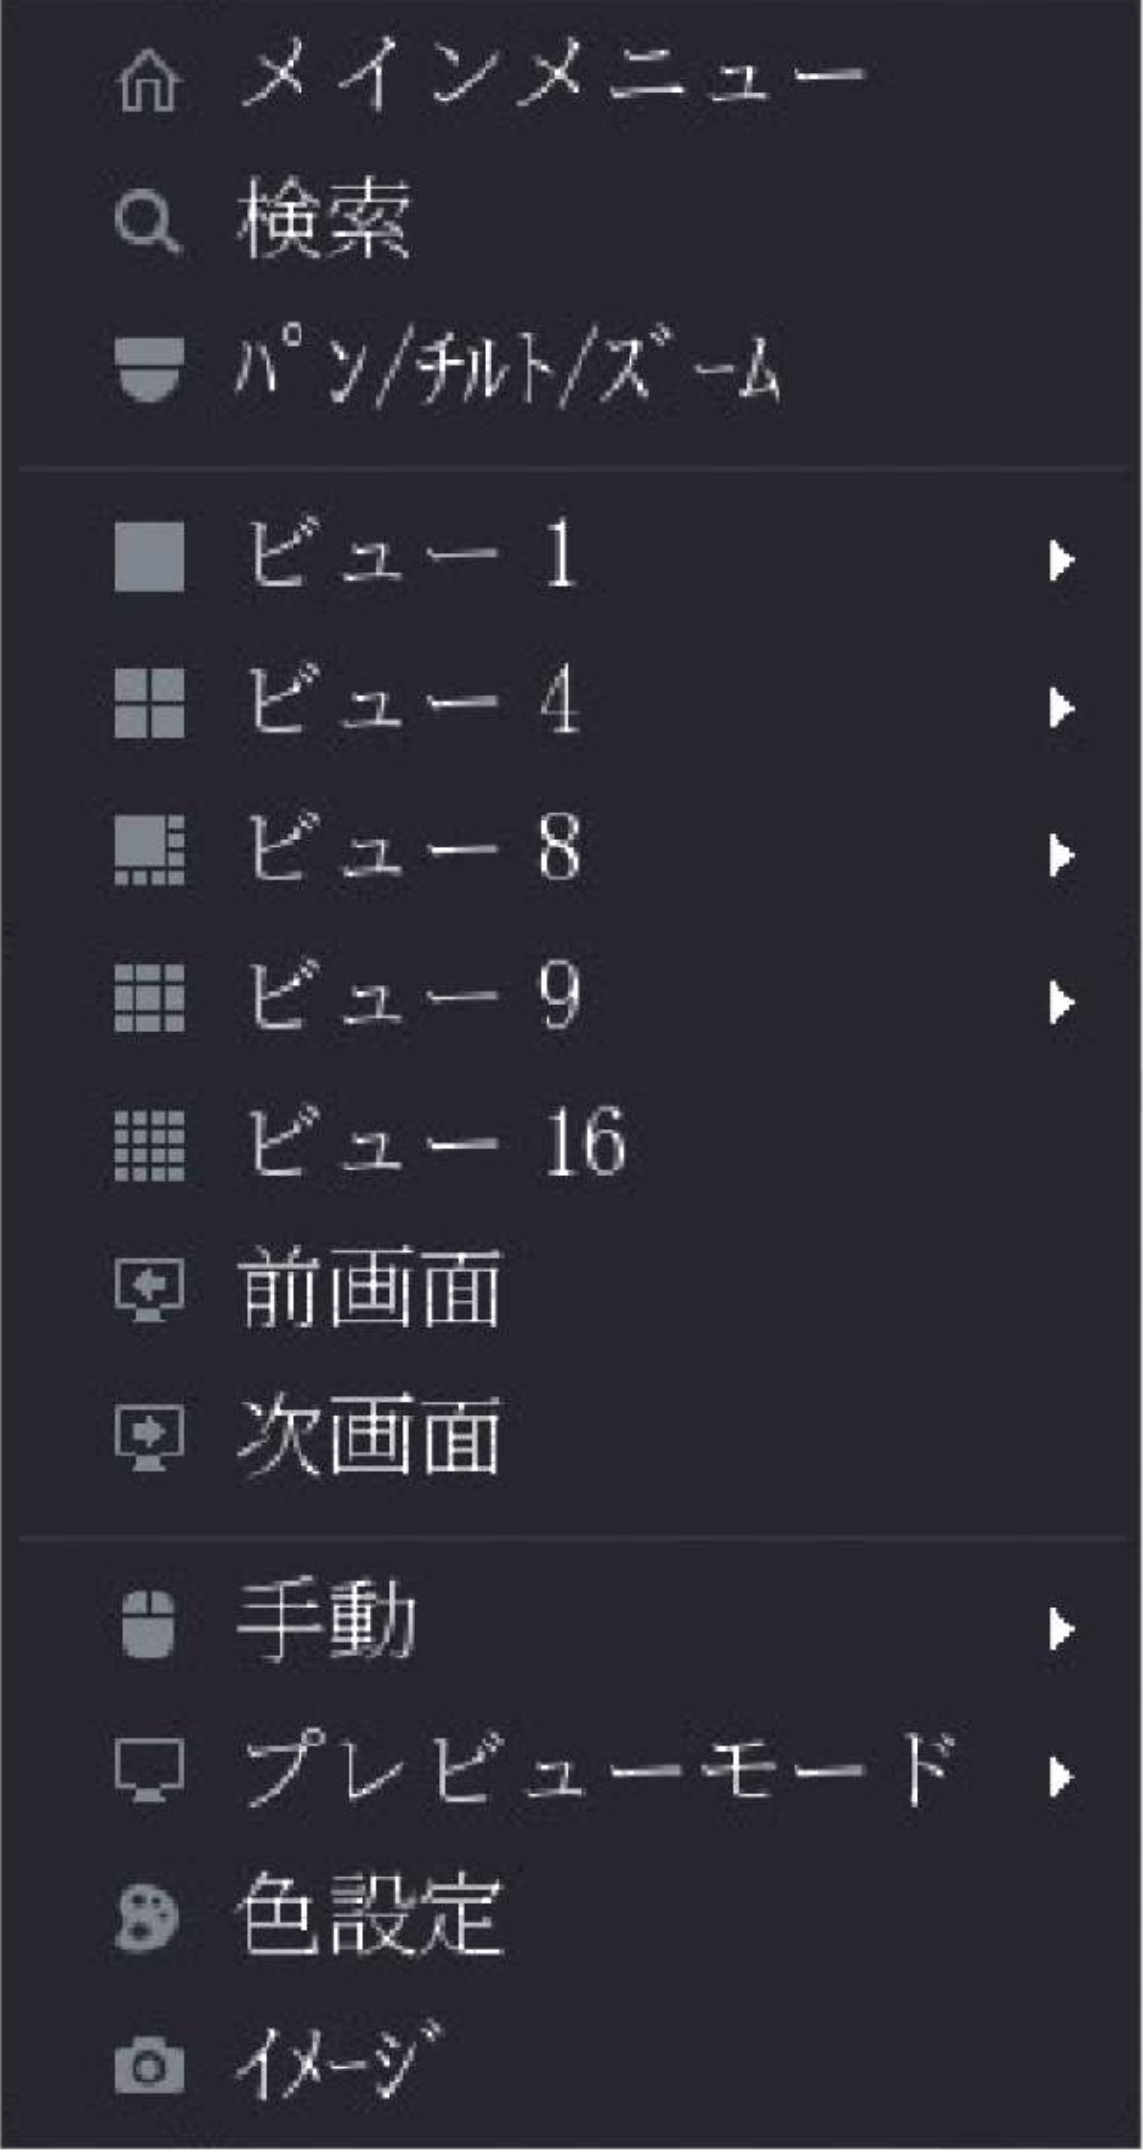 メインメニュー
検索
ﾊﾟﾝ/ﾁﾙﾄ/ｽﾞｰﾑ
ビュー 1
ビュー 4
ビュー 8
ビュー 9
ビュー 16
前画面
次画面
手動
プレビューモード
色設定
ｲﾒｰｼﾞ